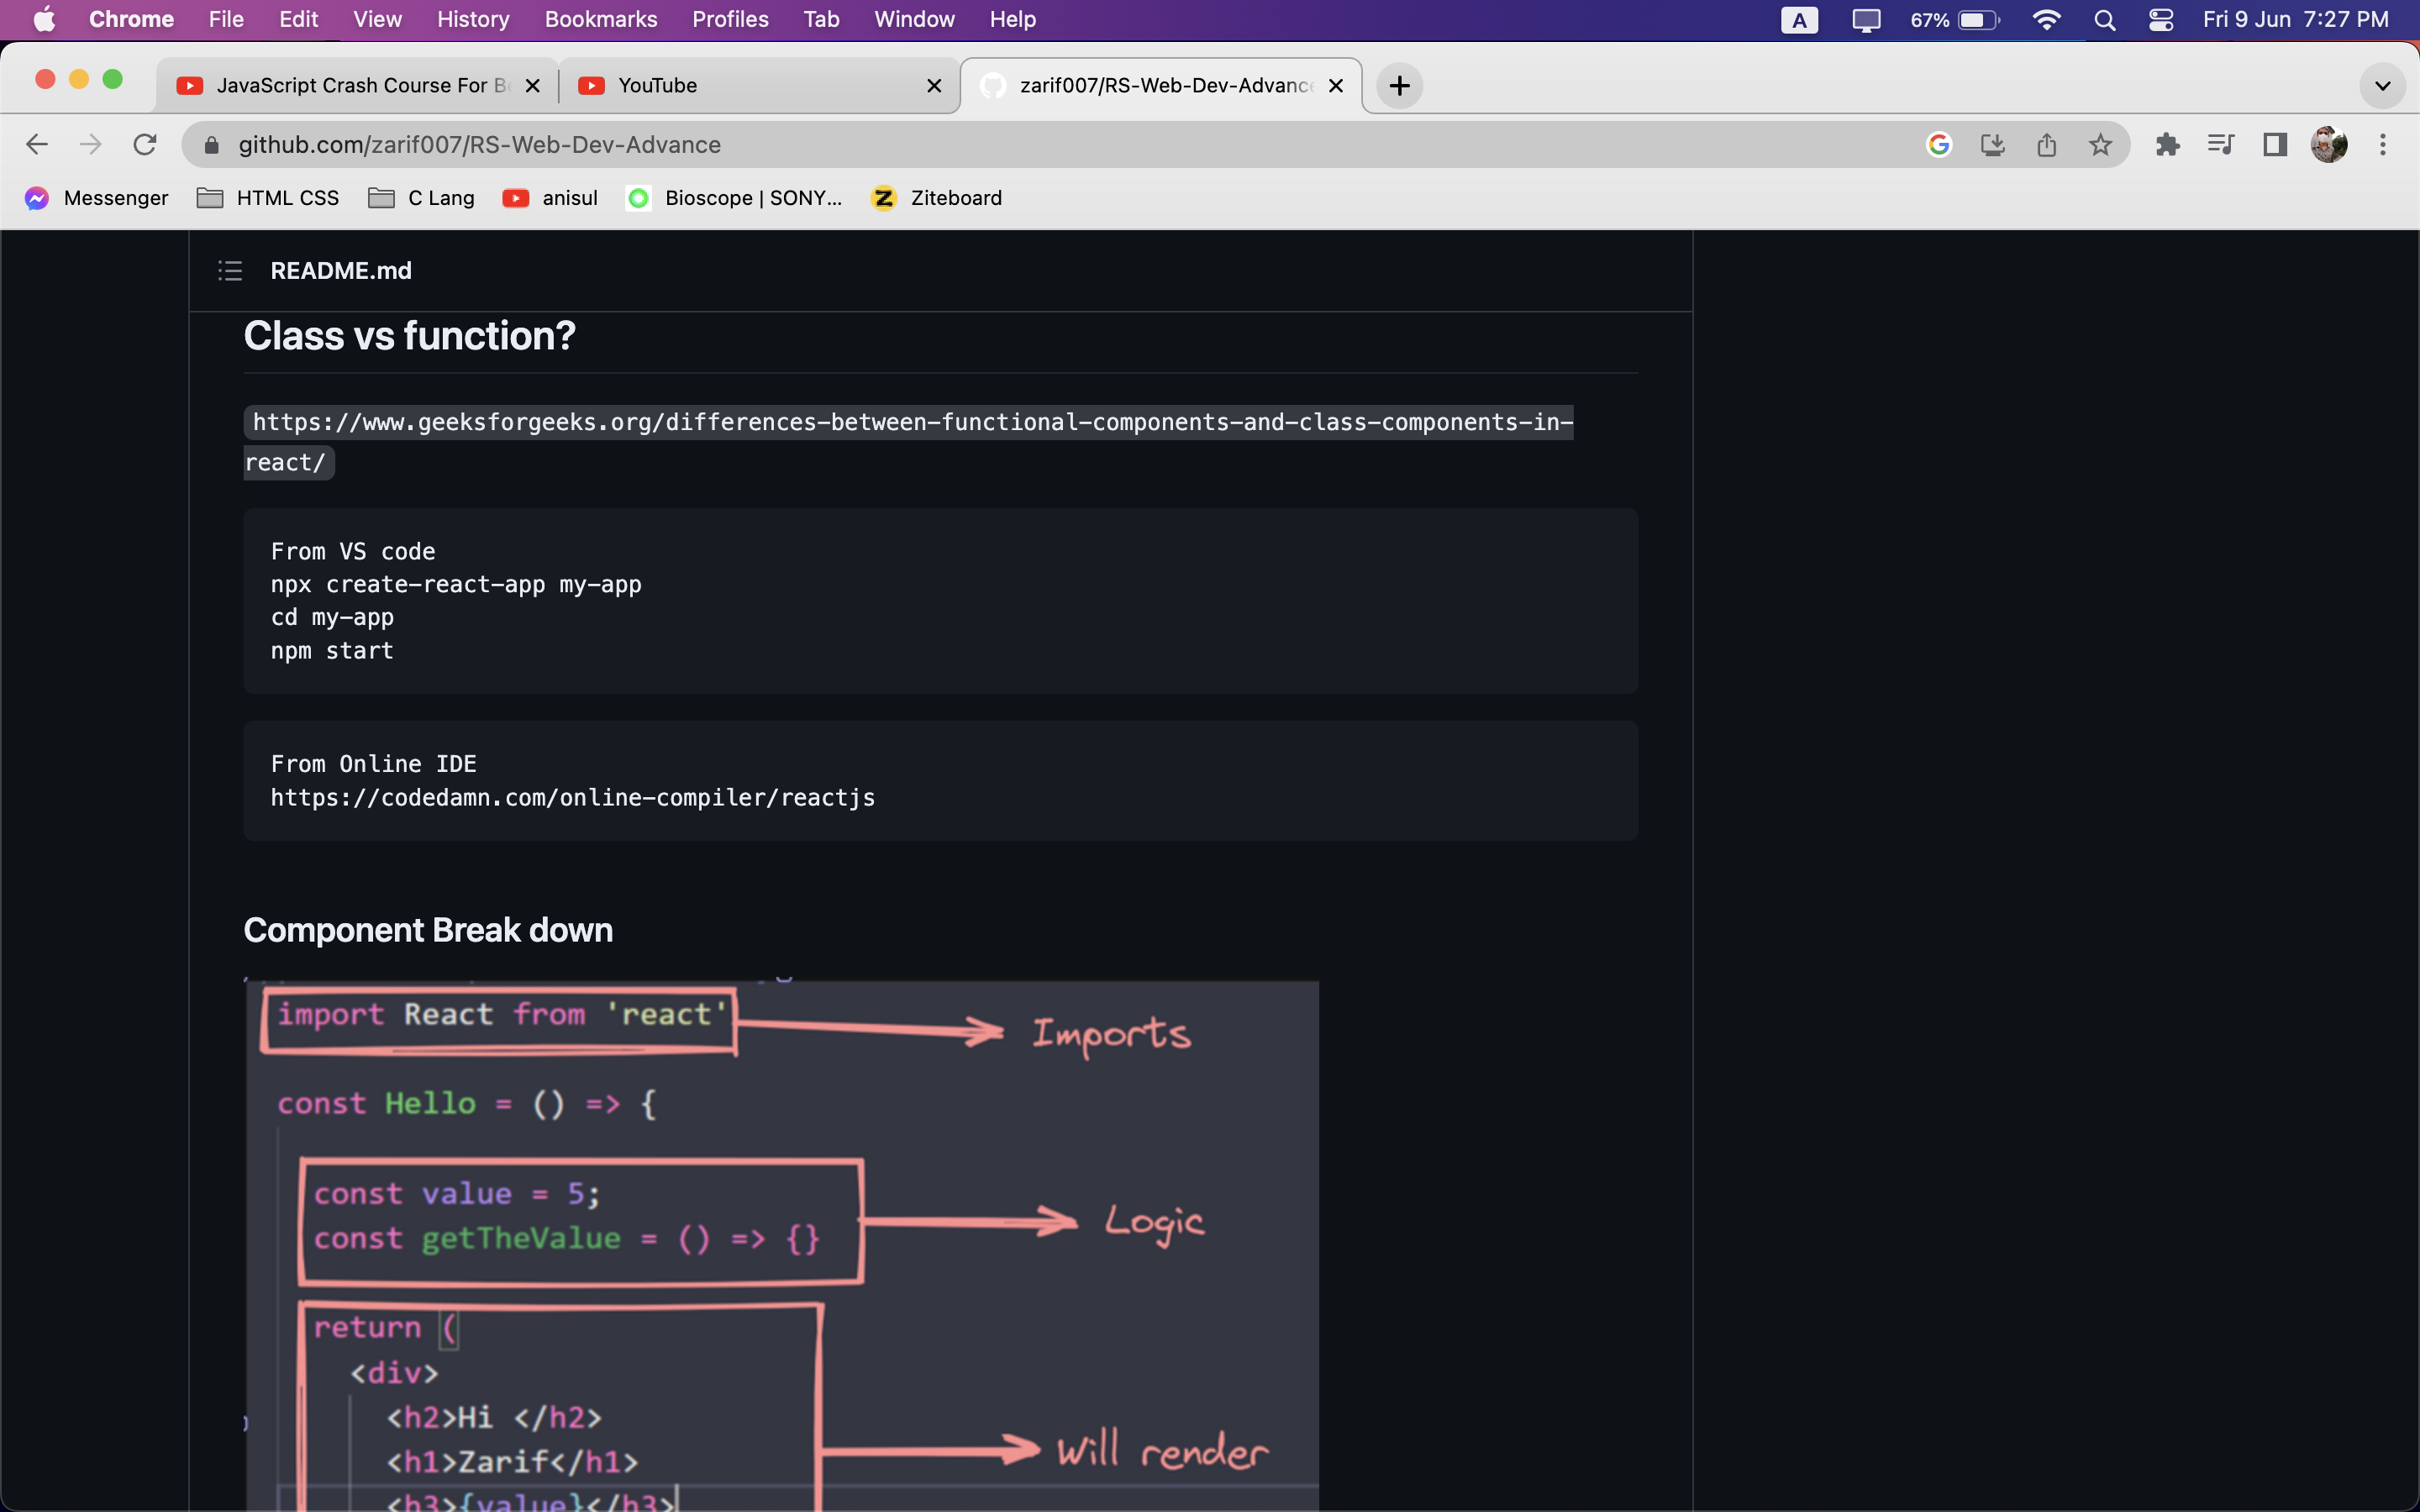 Chrome File Edit View History Bookmarks Profiles Tab Window Help A 67% Fri 9 Jun 7:27 PM
JavaScript Crash Course For B YouTube zarif007/RS-Web-Dev-Advanc
github.com/zarif007/RS-Web-Dev-Advance
Messenger HTML CSS C Lang anisul Bioscope | SONY... Ziteboard
README.md
Class vs function?
https://www.geeksforgeeks.org/differences-between-functional-components-and-class-components-in-
react/
From VS code
npx create-react-app my-app
cd my-app
npm start
From Online IDE
https://codedamn.com/online-compiler/reactjs
Component Break down
import React from 'react' Imports
const Hello = () => {
const value = 5;
const getTheValue = () => {} Logic
return (
<div>
<h2>Hi </h2>
<h1>Zarif</h1> Will render
<h3>{value}</h3>